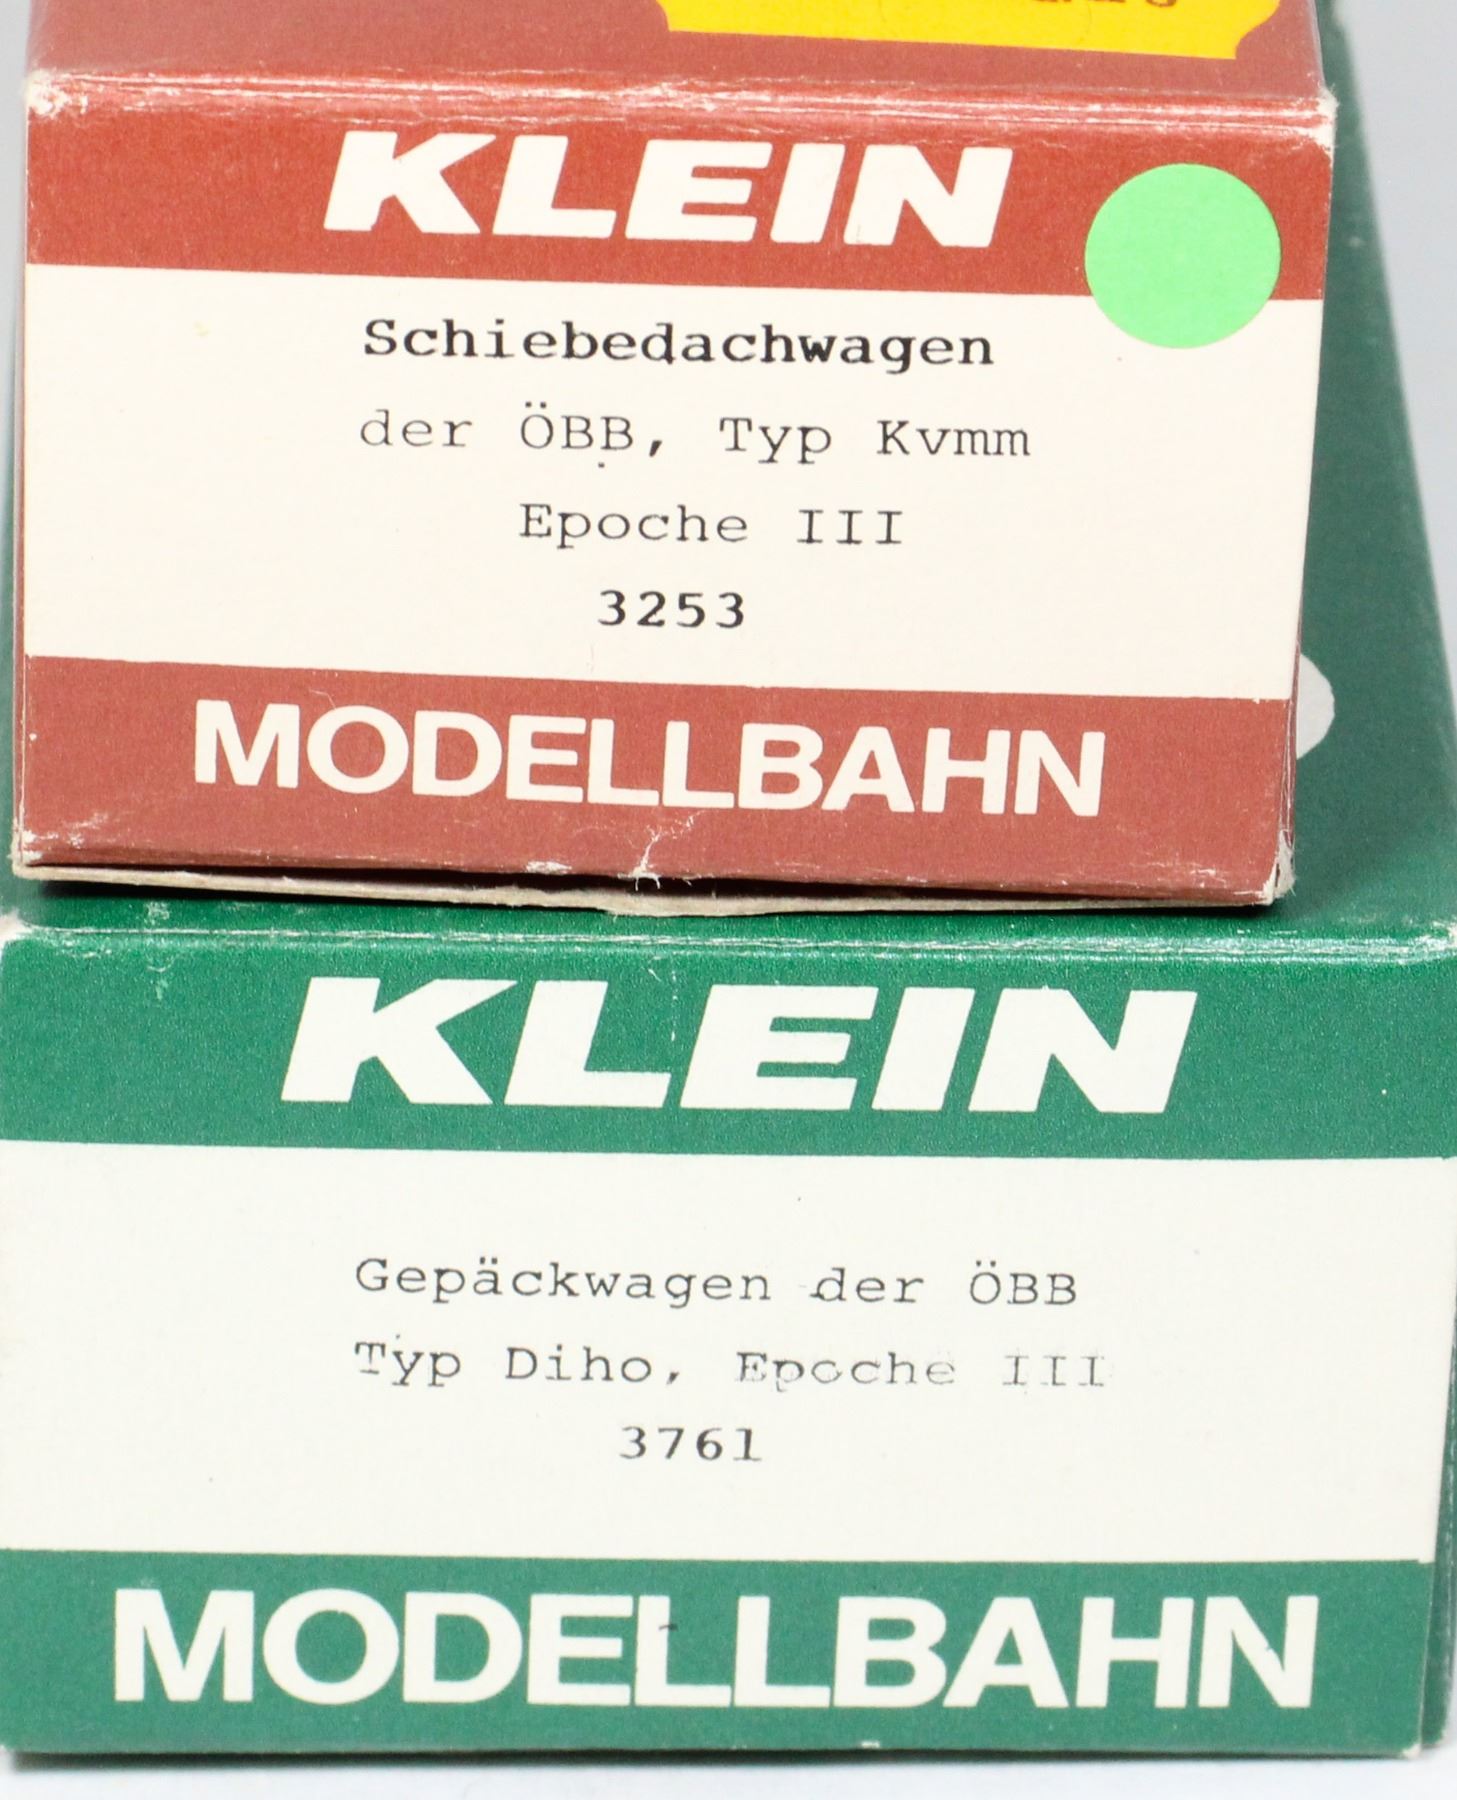 KLEIN
Schiebedachwagen
der ÖBB, Typ Kvmm
Epoche III
3253
MODELLBAHN
KLEIN
Gepäckwagen der ÖBB
Typ Diho, Epoche III
3761
MODELLBAHN